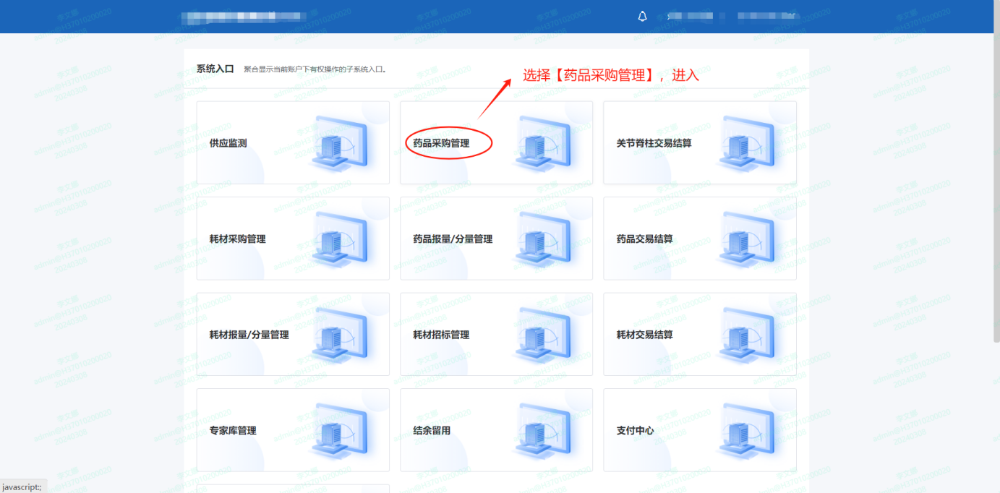 系统入口 聚合显示当前账户下有权操作的子系统入口。
选择【药品采购管理】，进入
供应监测
药品采购管理
关节脊柱交易结算
耗材采购管理
药品报量/分量管理
药品交易结算
耗材报量/分量管理
耗材招标管理
耗材交易结算
专家库管理
结余留用
支付中心
javascript:;
admin@H37010200020
20240308